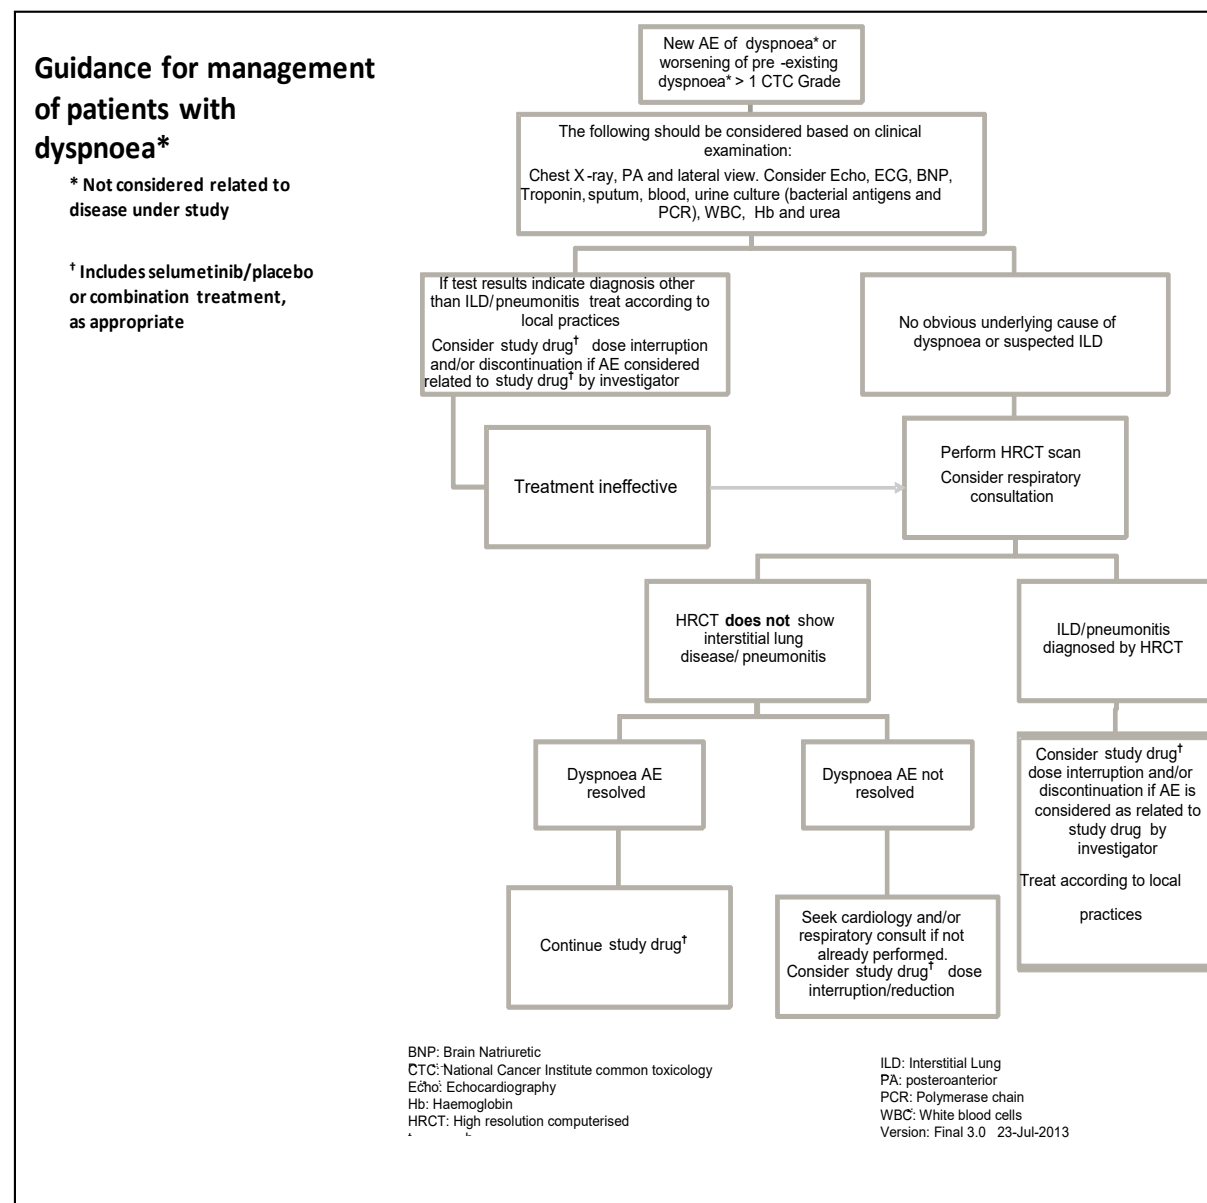 Guidance for management
of patients with
dyspnoea*
* Not considered related to
disease under study
† Includes selumetinib/placebo
or combination treatment,
as appropriate
New AE of dyspnoea* or
worsening of pre -existing
dyspnoea* > 1 CTC Grade
The following should be considered based on clinical
examination:
Chest X -ray, PA and lateral view. Consider Echo, ECG, BNP,
Troponin, sputum, blood, urine culture (bacterial antigens and
PCR), WBC, Hb and urea
If test results indicate diagnosis other
than ILD/ pneumonitis treat according to
local practices
Consider study drug† dose interruption
and/or discontinuation if AE considered
related to study drug† by investigator
No obvious underlying cause of
dyspnoea or suspected ILD
Treatment ineffective
Perform HRCT scan
Consider respiratory
consultation
HRCT does not show
interstitial lung
disease/ pneumonitis
ILD/pneumonitis
diagnosed by HRCT
Dyspnoea AE
resolved
Dyspnoea AE not
resolved
Consider study drug†
dose interruption and/or
discontinuation if AE is
considered as related to
study drug by
investigator
Treat according to local
practices
Continue study drug†
Seek cardiology and/or
respiratory consult if not
already performed.
Consider study drug† dose
interruption/reduction
BNP: Brain Natriuretic
CTC: National Cancer Institute common toxicology
Echo: Echocardiography
Hb: Haemoglobin
HRCT: High resolution computerised
ILD: Interstitial Lung
PA: posteroanterior
PCR: Polymerase chain
WBC: White blood cells
Version: Final 3.0 23-Jul-2013